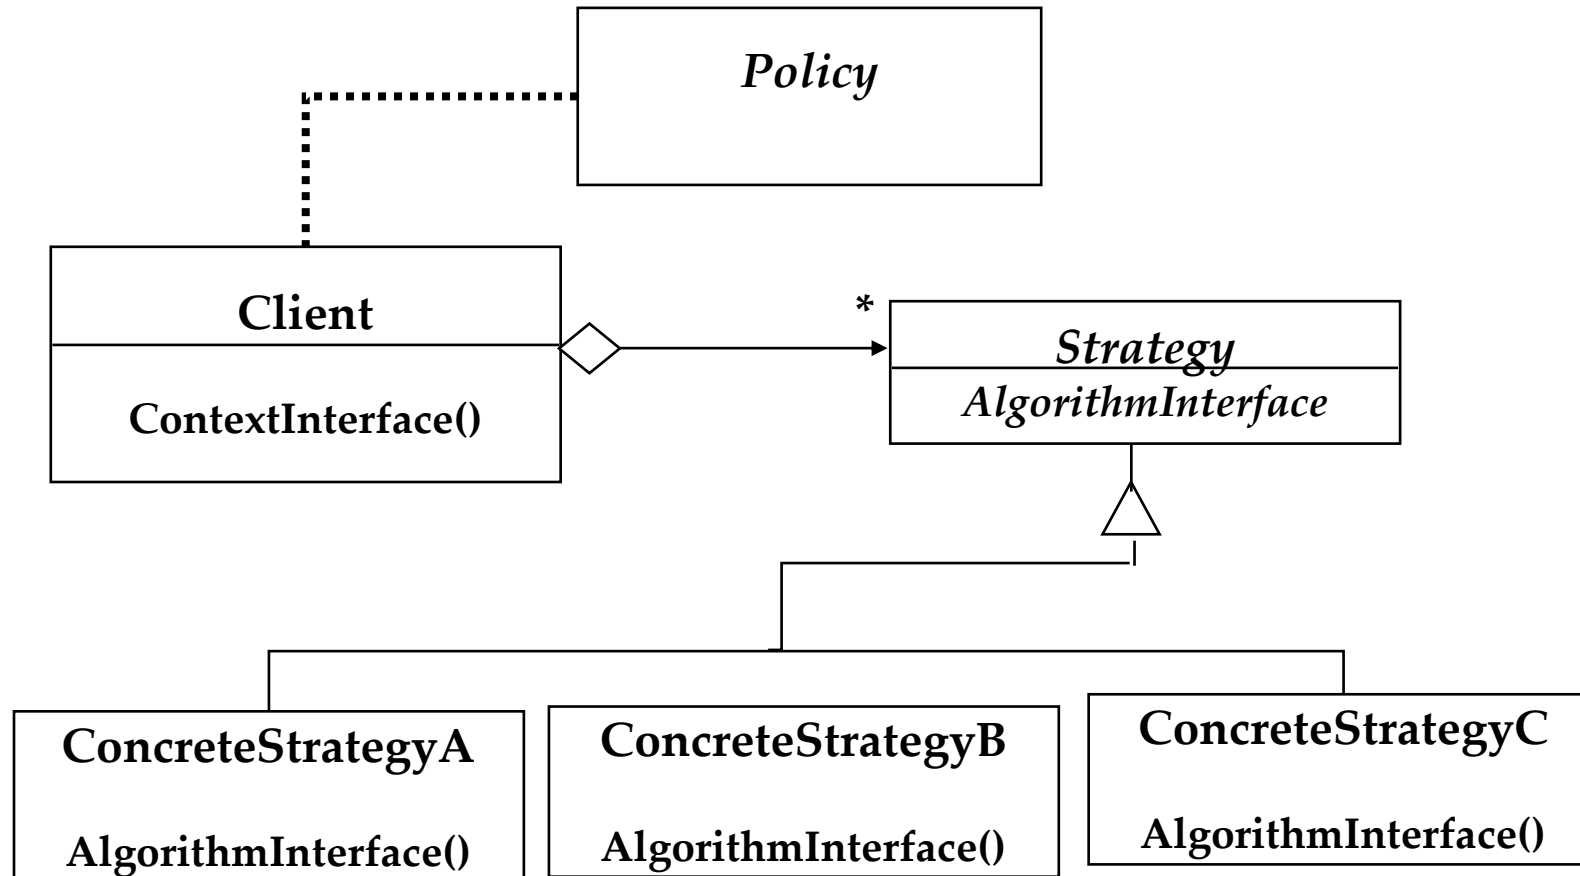 Policy
Client
ContextInterface()
*
Strategy
AlgorithmInterface
ConcreteStrategyA
AlgorithmInterface()
ConcreteStrategyB
AlgorithmInterface()
ConcreteStrategyC
AlgorithmInterface()